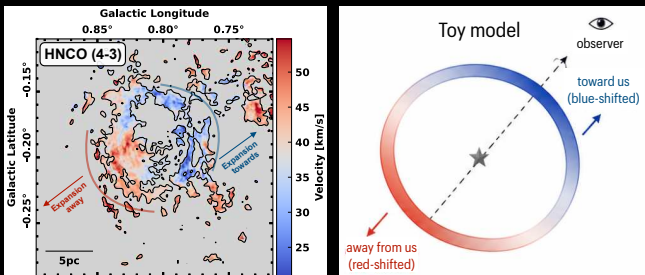 Galactic Longitude
0.85° 0.80° 0.75°
HNCO (4-3)
Galactic Latitude
-0.15°
-0.20°
-0.25°
Expansion
towards
Expansion
away
5pc
50
45
40
35
30
25
Velocity [km/s]
Toy model
observer
toward us
(blue-shifted)
away from us
(red-shifted)